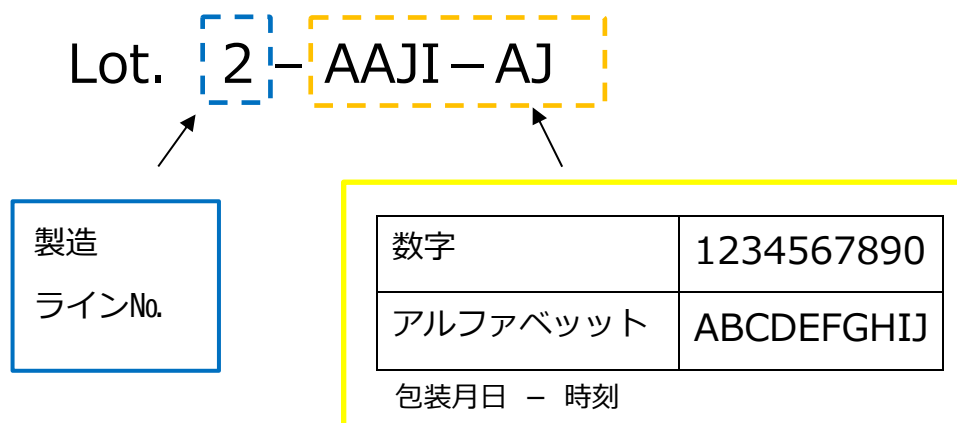 Lot. 2－AAJI－AJ
製造
ライン№.
数字 1234567890
アルファベッット ABCDEFGHIJ
包装月日 － 時刻